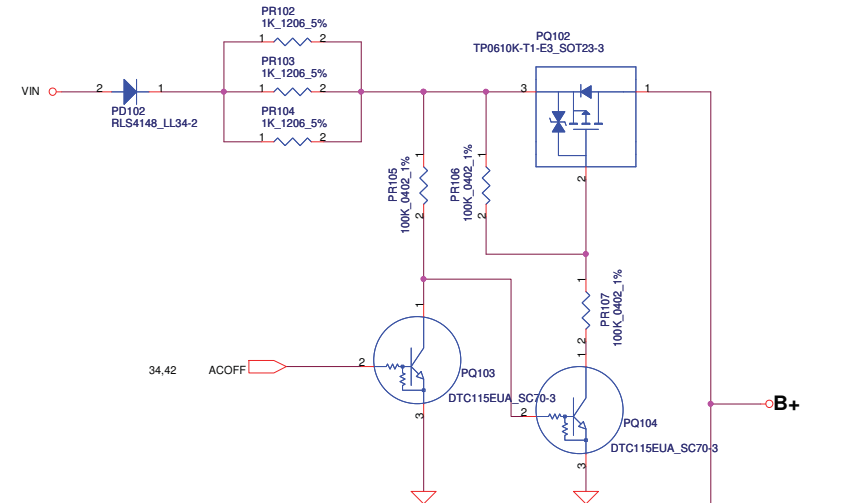 PR102
1K_1206_5%
1
2
PR103
1K_1206_5%
1
2
PR104
1K_1206_5%
1
2
VIN
2
1
PD102
RLS4148_LL34-2
PQ102
TP0610K-T1-E3_SOT23-3
3
1
2
1
PR105
100K_0402_1%
2
1
PR106
100K_0402_1%
2
1
PR107
100K_0402_1%
2
34,42
ACOFF
2
1
PQ103
DTC115EUA_SC70-3
3
2
1
PQ104
DTC115EUA_SC70-3
3
B+